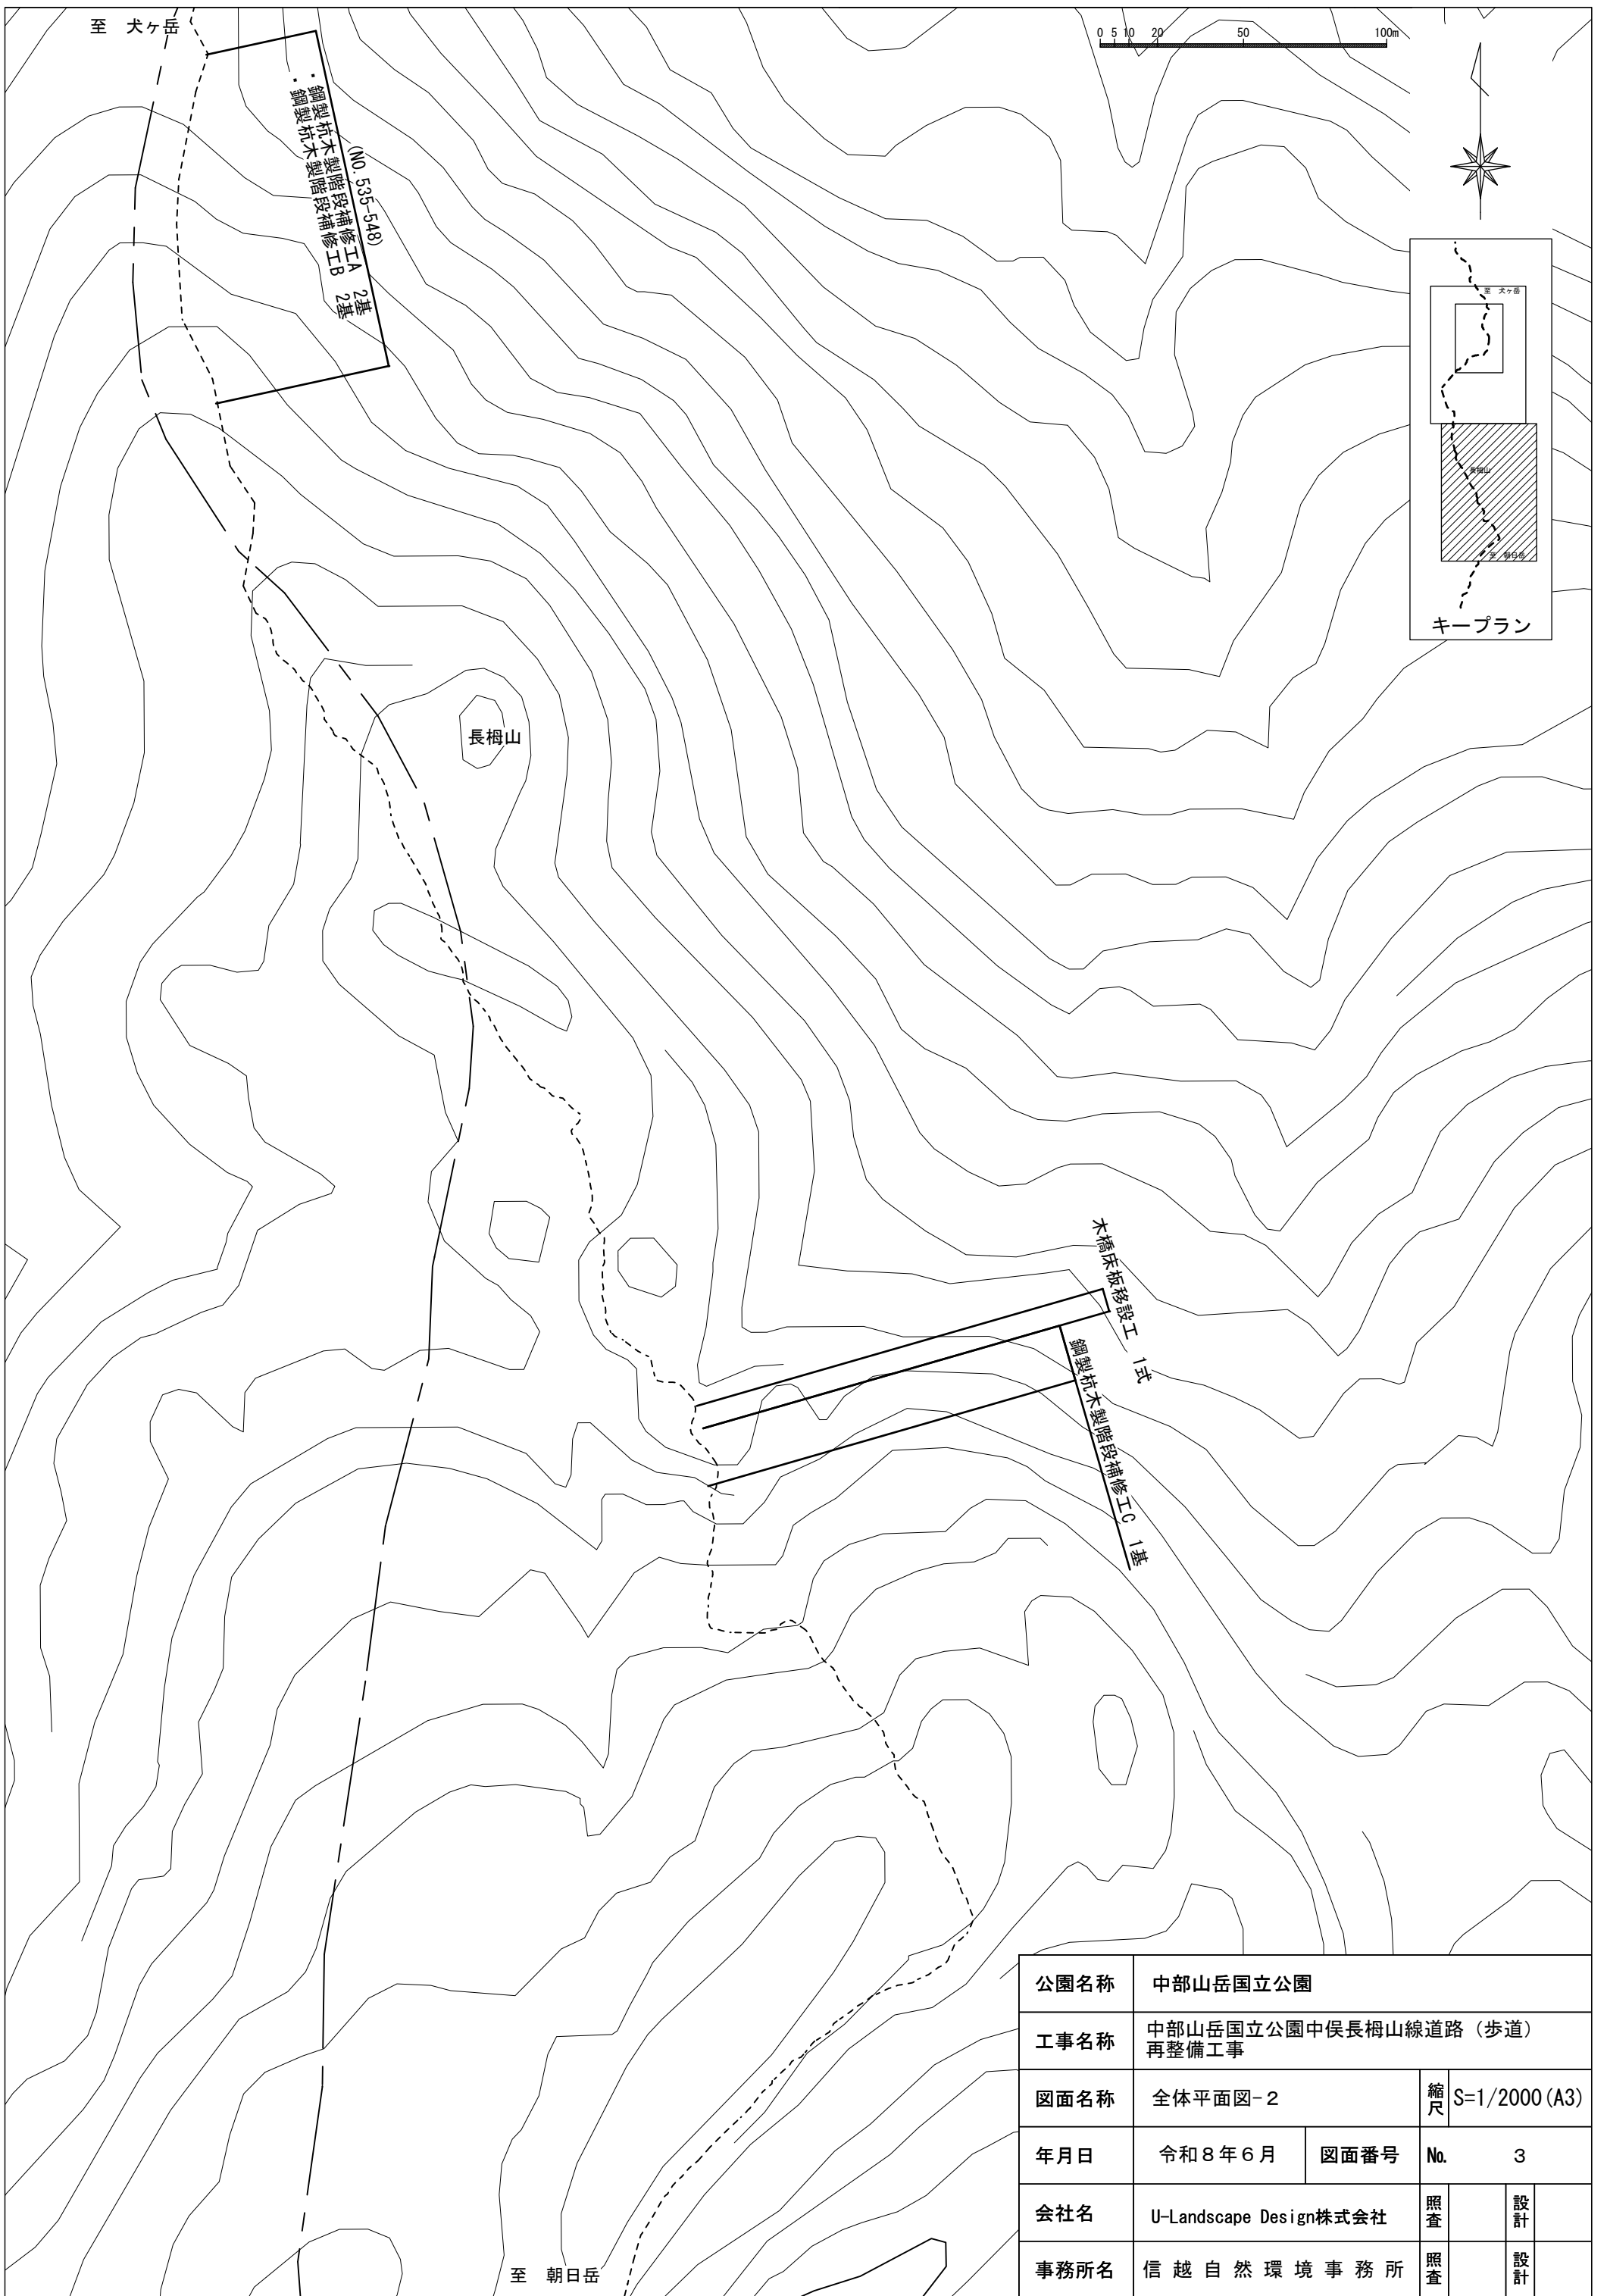 至　犬ヶ岳
0 5 10 20 50 100m
(NO.535-548)
・鋼製杭木製階段補修工A　2基
・鋼製杭木製階段補修工B　2基
至　犬ヶ岳
長栂山
至　朝日岳
キープラン
長栂山
木橋床板移設工　1式
鋼製杭木製階段補修工C　1基
至　朝日岳
公園名称　中部山岳国立公園
工事名称　中部山岳国立公園中俣長栂山線道路（歩道）
再整備工事
図面名称　全体平面図-２　縮尺　S=1/2000(A3)
年月日　令和８年６月　図面番号　No.　3
会社名　U-Landscape Design株式会社　照査　設計
事務所名　信越自然環境事務所　照査　設計